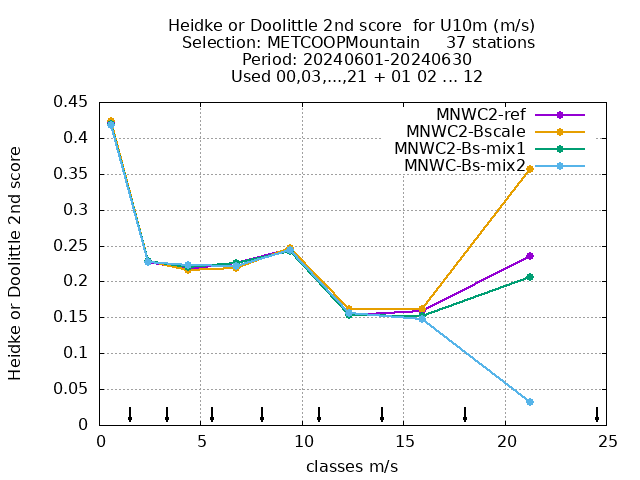 Heidke or Doolittle 2nd score  for U10m (m/s)
Selection: METCOOPMountain     37 stations
Period: 20240601-20240630
Used 00,03,...,21 + 01 02 ... 12
MNWC2-ref
MNWC2-Bscale
MNWC2-Bs-mix1
MNWC-Bs-mix2
Heidke or Doolittle 2nd score
0.45
0.4
0.35
0.3
0.25
0.2
0.15
0.1
0.05
0
0 5 10 15 20 25
classes m/s